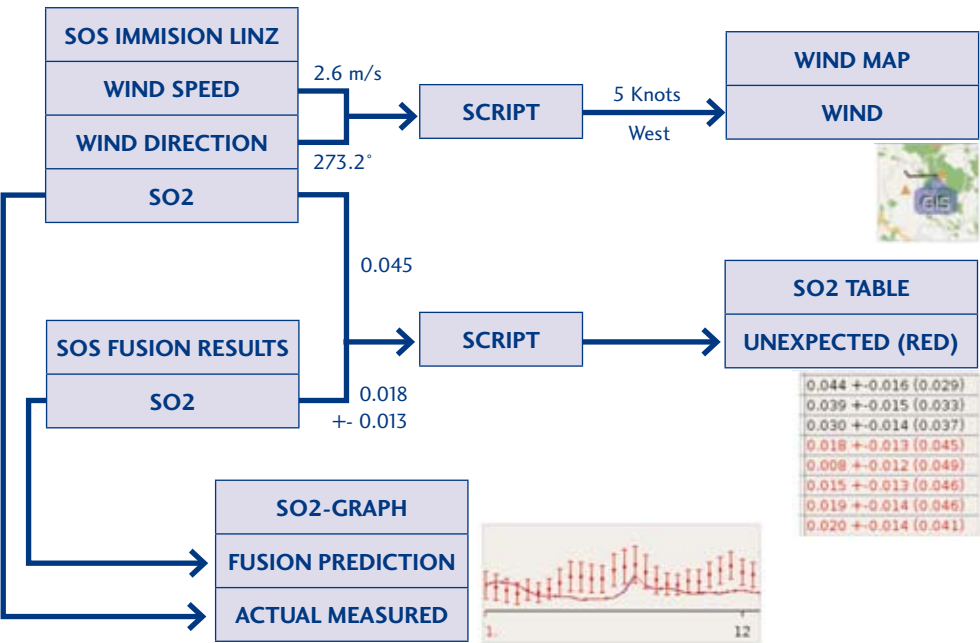 SOS IMMISION LINZ
WIND SPEED
WIND DIRECTION
SO2
2.6 m/s
273.2°
SCRIPT
5 Knots
West
WIND MAP
WIND
0.045
SOS FUSION RESULTS
SO2
0.018
+- 0.013
SCRIPT
SO2 TABLE
UNEXPECTED (RED)
0.044 +-0.016 (0.029)
0.039 +-0.015 (0.033)
0.030 +-0.014 (0.037)
0.018 +-0.013 (0.045)
0.008 +-0.012 (0.049)
0.015 +-0.013 (0.046)
0.019 +-0.014 (0.046)
0.020 +-0.014 (0.041)
SO2-GRAPH
FUSION PREDICTION
ACTUAL MEASURED
1.
12